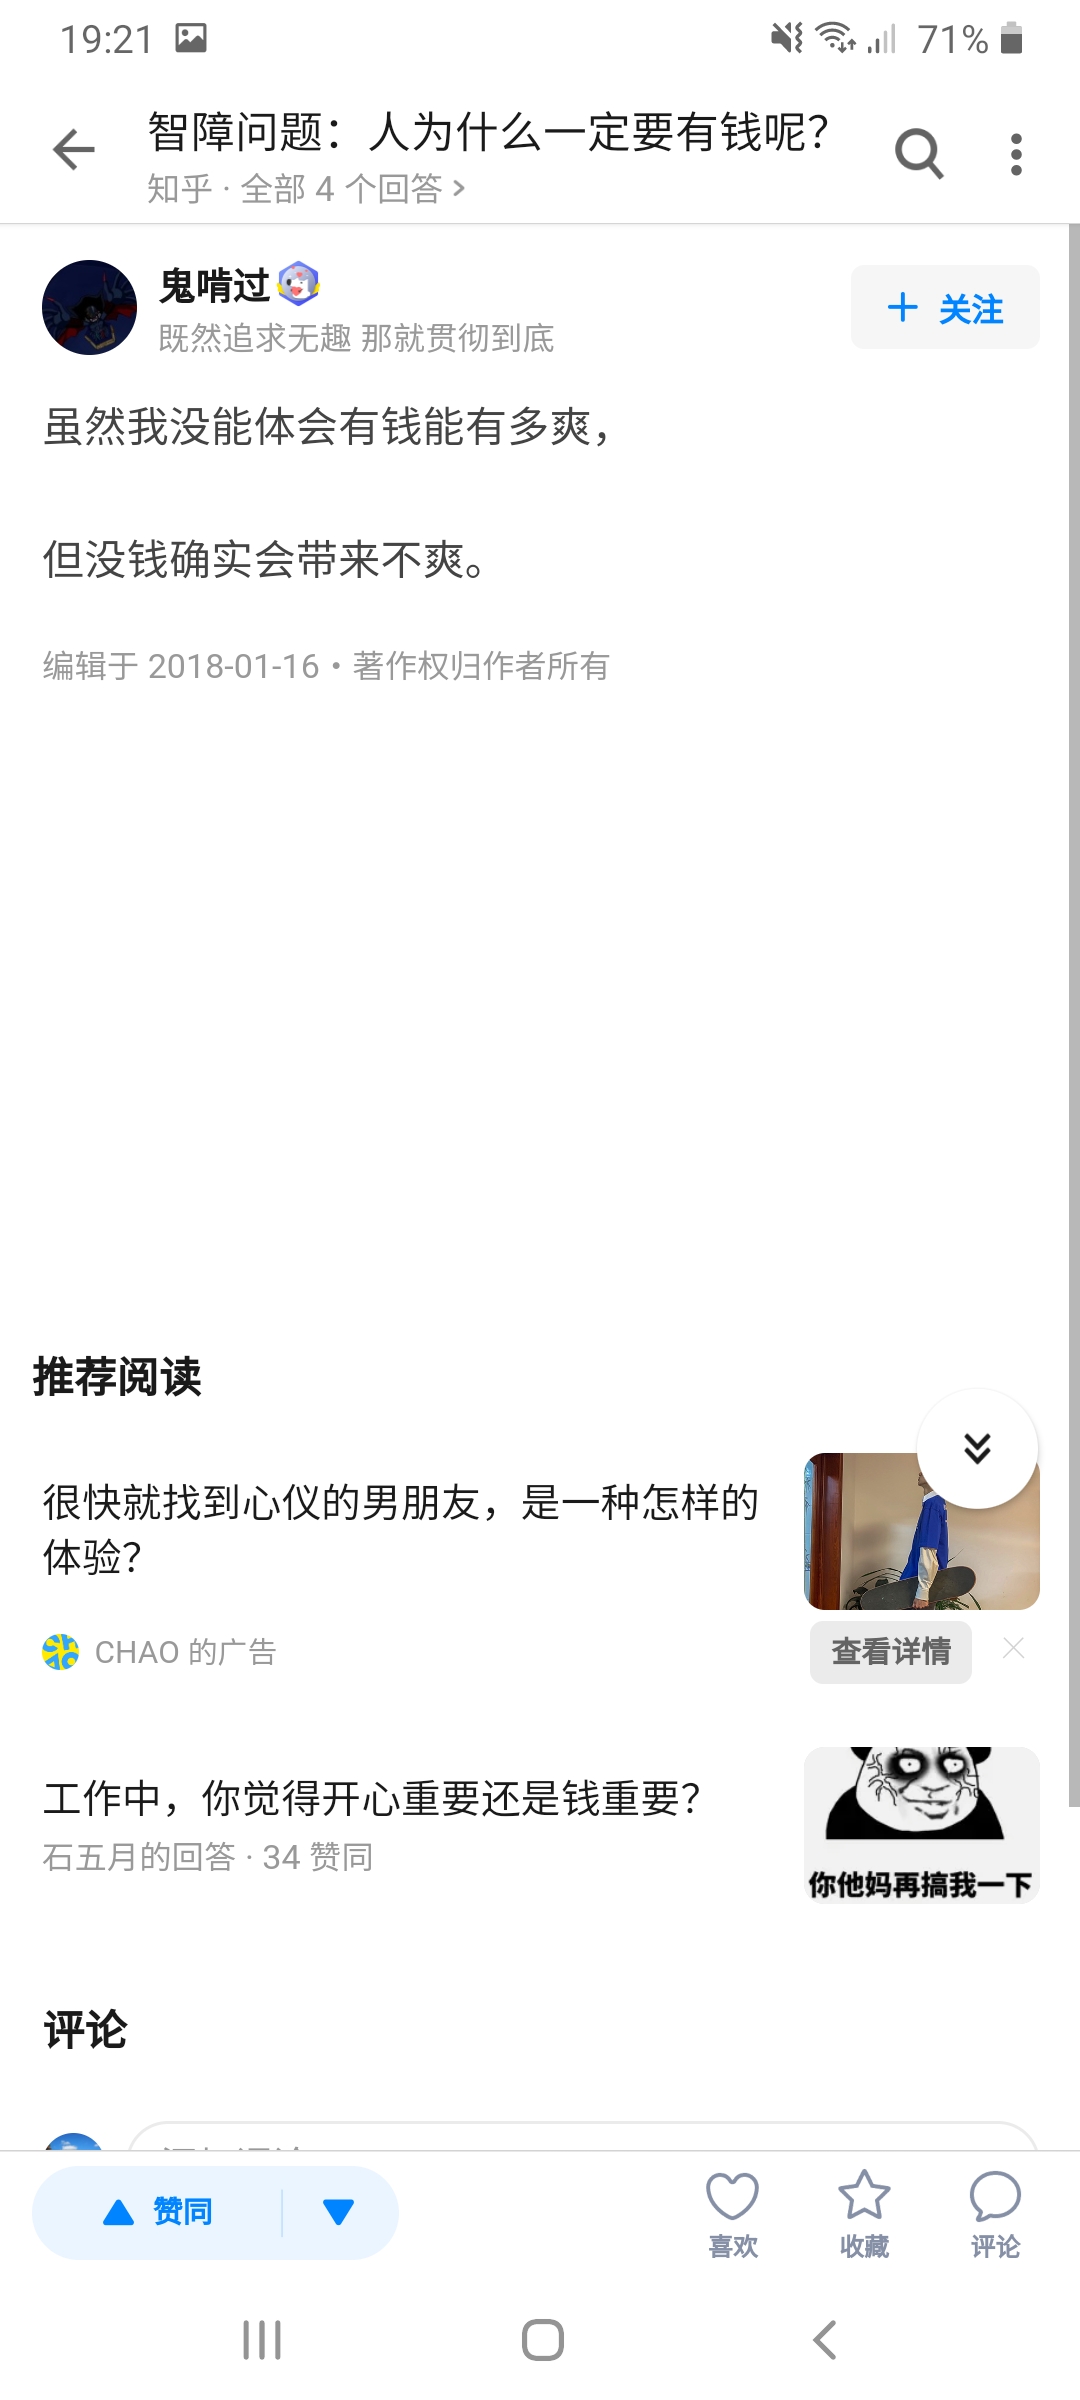 19:21
71%
智障问题：人为什么一定要有钱呢？
知乎 · 全部 4 个回答 >
鬼啃过
既然追求无趣 那就贯彻到底
+ 关注
虽然我没能体会有钱能有多爽，
但没钱确实会带来不爽。
编辑于 2018-01-16 · 著作权归作者所有
推荐阅读
很快就找到心仪的男朋友，是一种怎样的
体验？
CHAO 的广告
查看详情
工作中，你觉得开心重要还是钱重要？
石五月的回答 · 34 赞同
你他妈再搞我一下
评论
赞同
喜欢
收藏
评论